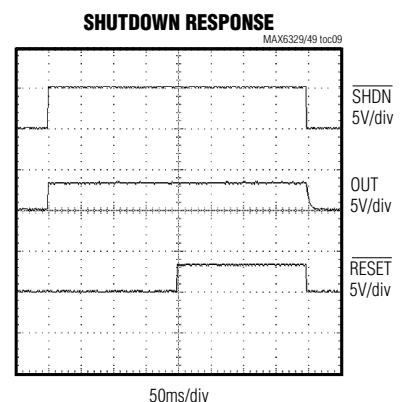 SHUTDOWN RESPONSE
MAX6329/49 toc09
SHDN
5V/div
OUT
5V/div
RESET
5V/div
50ms/div